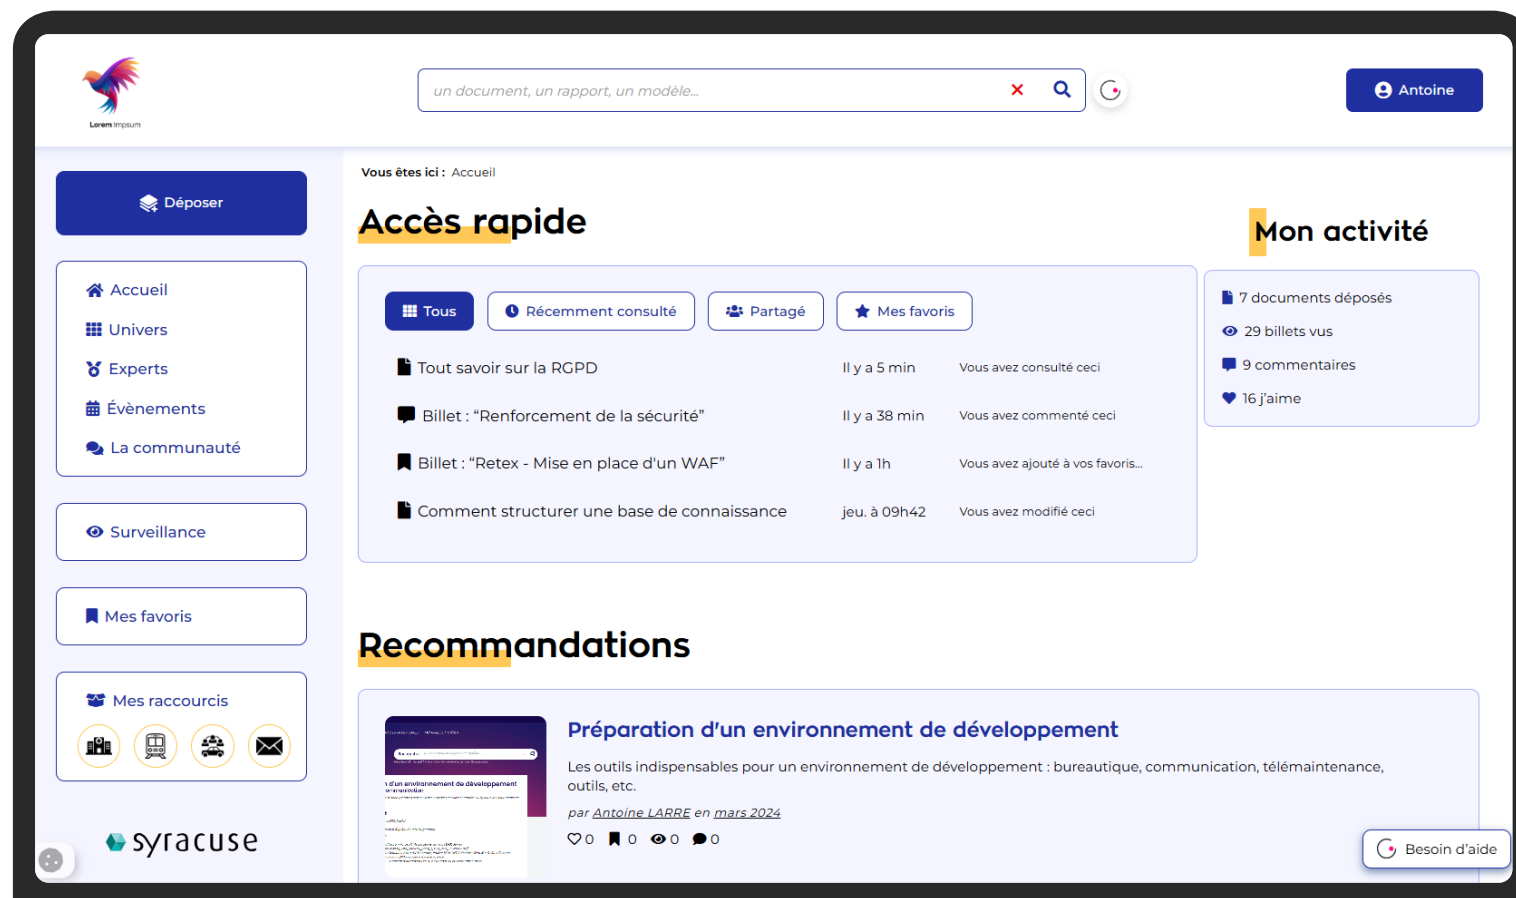 Lorem Impsum
un document, un rapport, un modèle...
Antoine
Déposer
Accueil
Univers
Experts
Évènements
La communauté
Surveillance
Mes favoris
Mes raccourcis
syracuse
Vous êtes ici : Accueil
Accès rapide
Tous
Récemment consulté
Partagé
Mes favoris
Tout savoir sur la RGPD Il y a 5 min Vous avez consulté ceci
Billet : “Renforcement de la sécurité” Il y a 38 min Vous avez commenté ceci
Billet : “Retex - Mise en place d'un WAF” Il y a 1h Vous avez ajouté à vos favoris...
Comment structurer une base de connaissance jeu. à 09h42 Vous avez modifié ceci
Mon activité
7 documents déposés
29 billets vus
9 commentaires
16 j’aime
Recommandations
n d'un environnement de développement
Préparation d'un environnement de développement
Les outils indispensables pour un environnement de développement : bureautique, communication, télémaintenance,
outils, etc.
par Antoine LARRE en mars 2024
0 0 0 0
Besoin d’aide